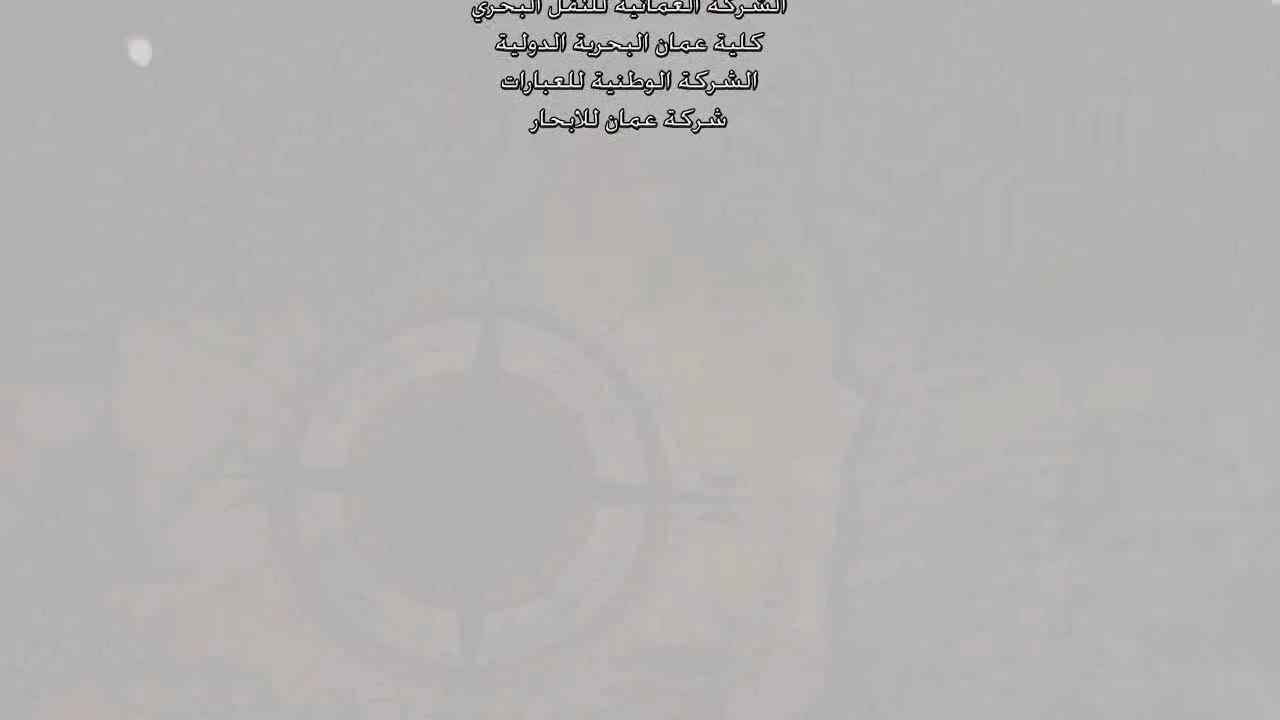 الشركة العمانية للنقل البحري
كلية عمان البحرية الدولية
الشركة الوطنية للعبارات
شركة عمان للابحار